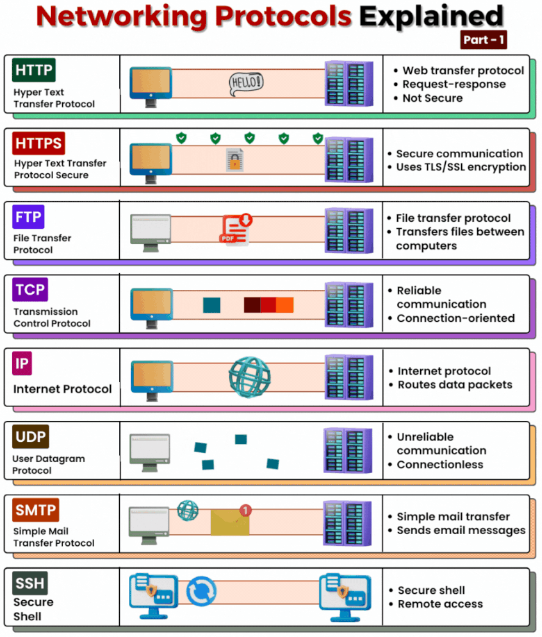 Networking Protocols Explained
Part - 1
HTTP
Hyper Text
Transfer Protocol
HELLO!
• Web transfer protocol
• Request-response
• Not Secure
HTTPS
Hyper Text Transfer
Protocol Secure
• Secure communication
• Uses TLS/SSL encryption
FTP
File Transfer
Protocol
PDF
• File transfer protocol
• Transfers files between
computers
TCP
Transmission
Control Protocol
• Reliable
communication
• Connection-oriented
IP
Internet Protocol
• Internet protocol
• Routes data packets
UDP
User Datagram
Protocol
• Unreliable
communication
• Connectionless
SMTP
Simple Mail
Transfer Protocol
1
• Simple mail transfer
• Sends email messages
SSH
Secure
Shell
• Secure shell
• Remote access